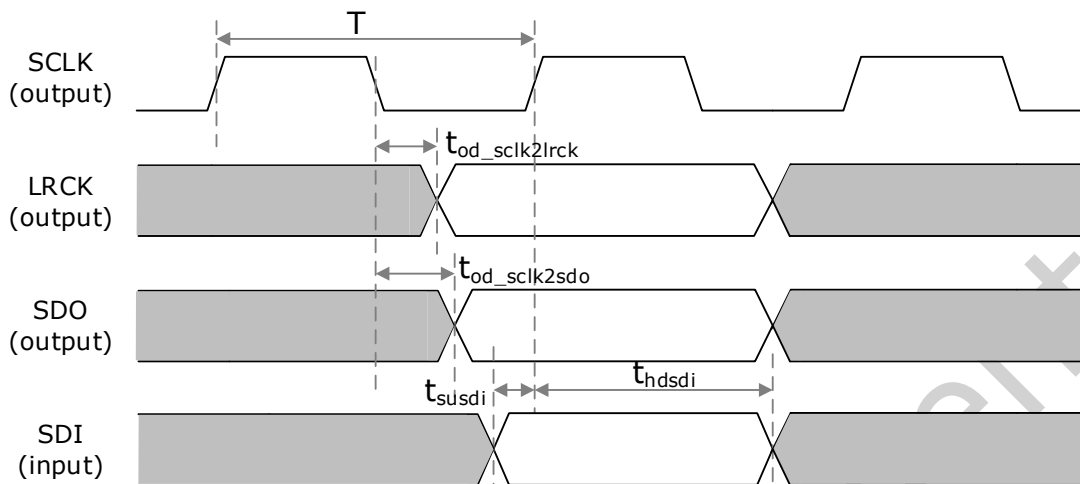 T
SCLK
(output)
tod_sclk2lrck
LRCK
(output)
tod_sclk2sdo
SDO
(output)
tsusdi
thdsdi
SDI
(input)